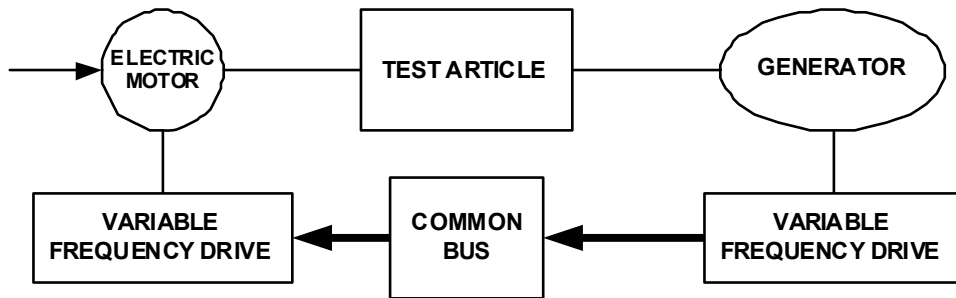 ELECTRIC
MOTOR
TEST ARTICLE
GENERATOR
VARIABLE
FREQUENCY DRIVE
COMMON
BUS
VARIABLE
FREQUENCY DRIVE